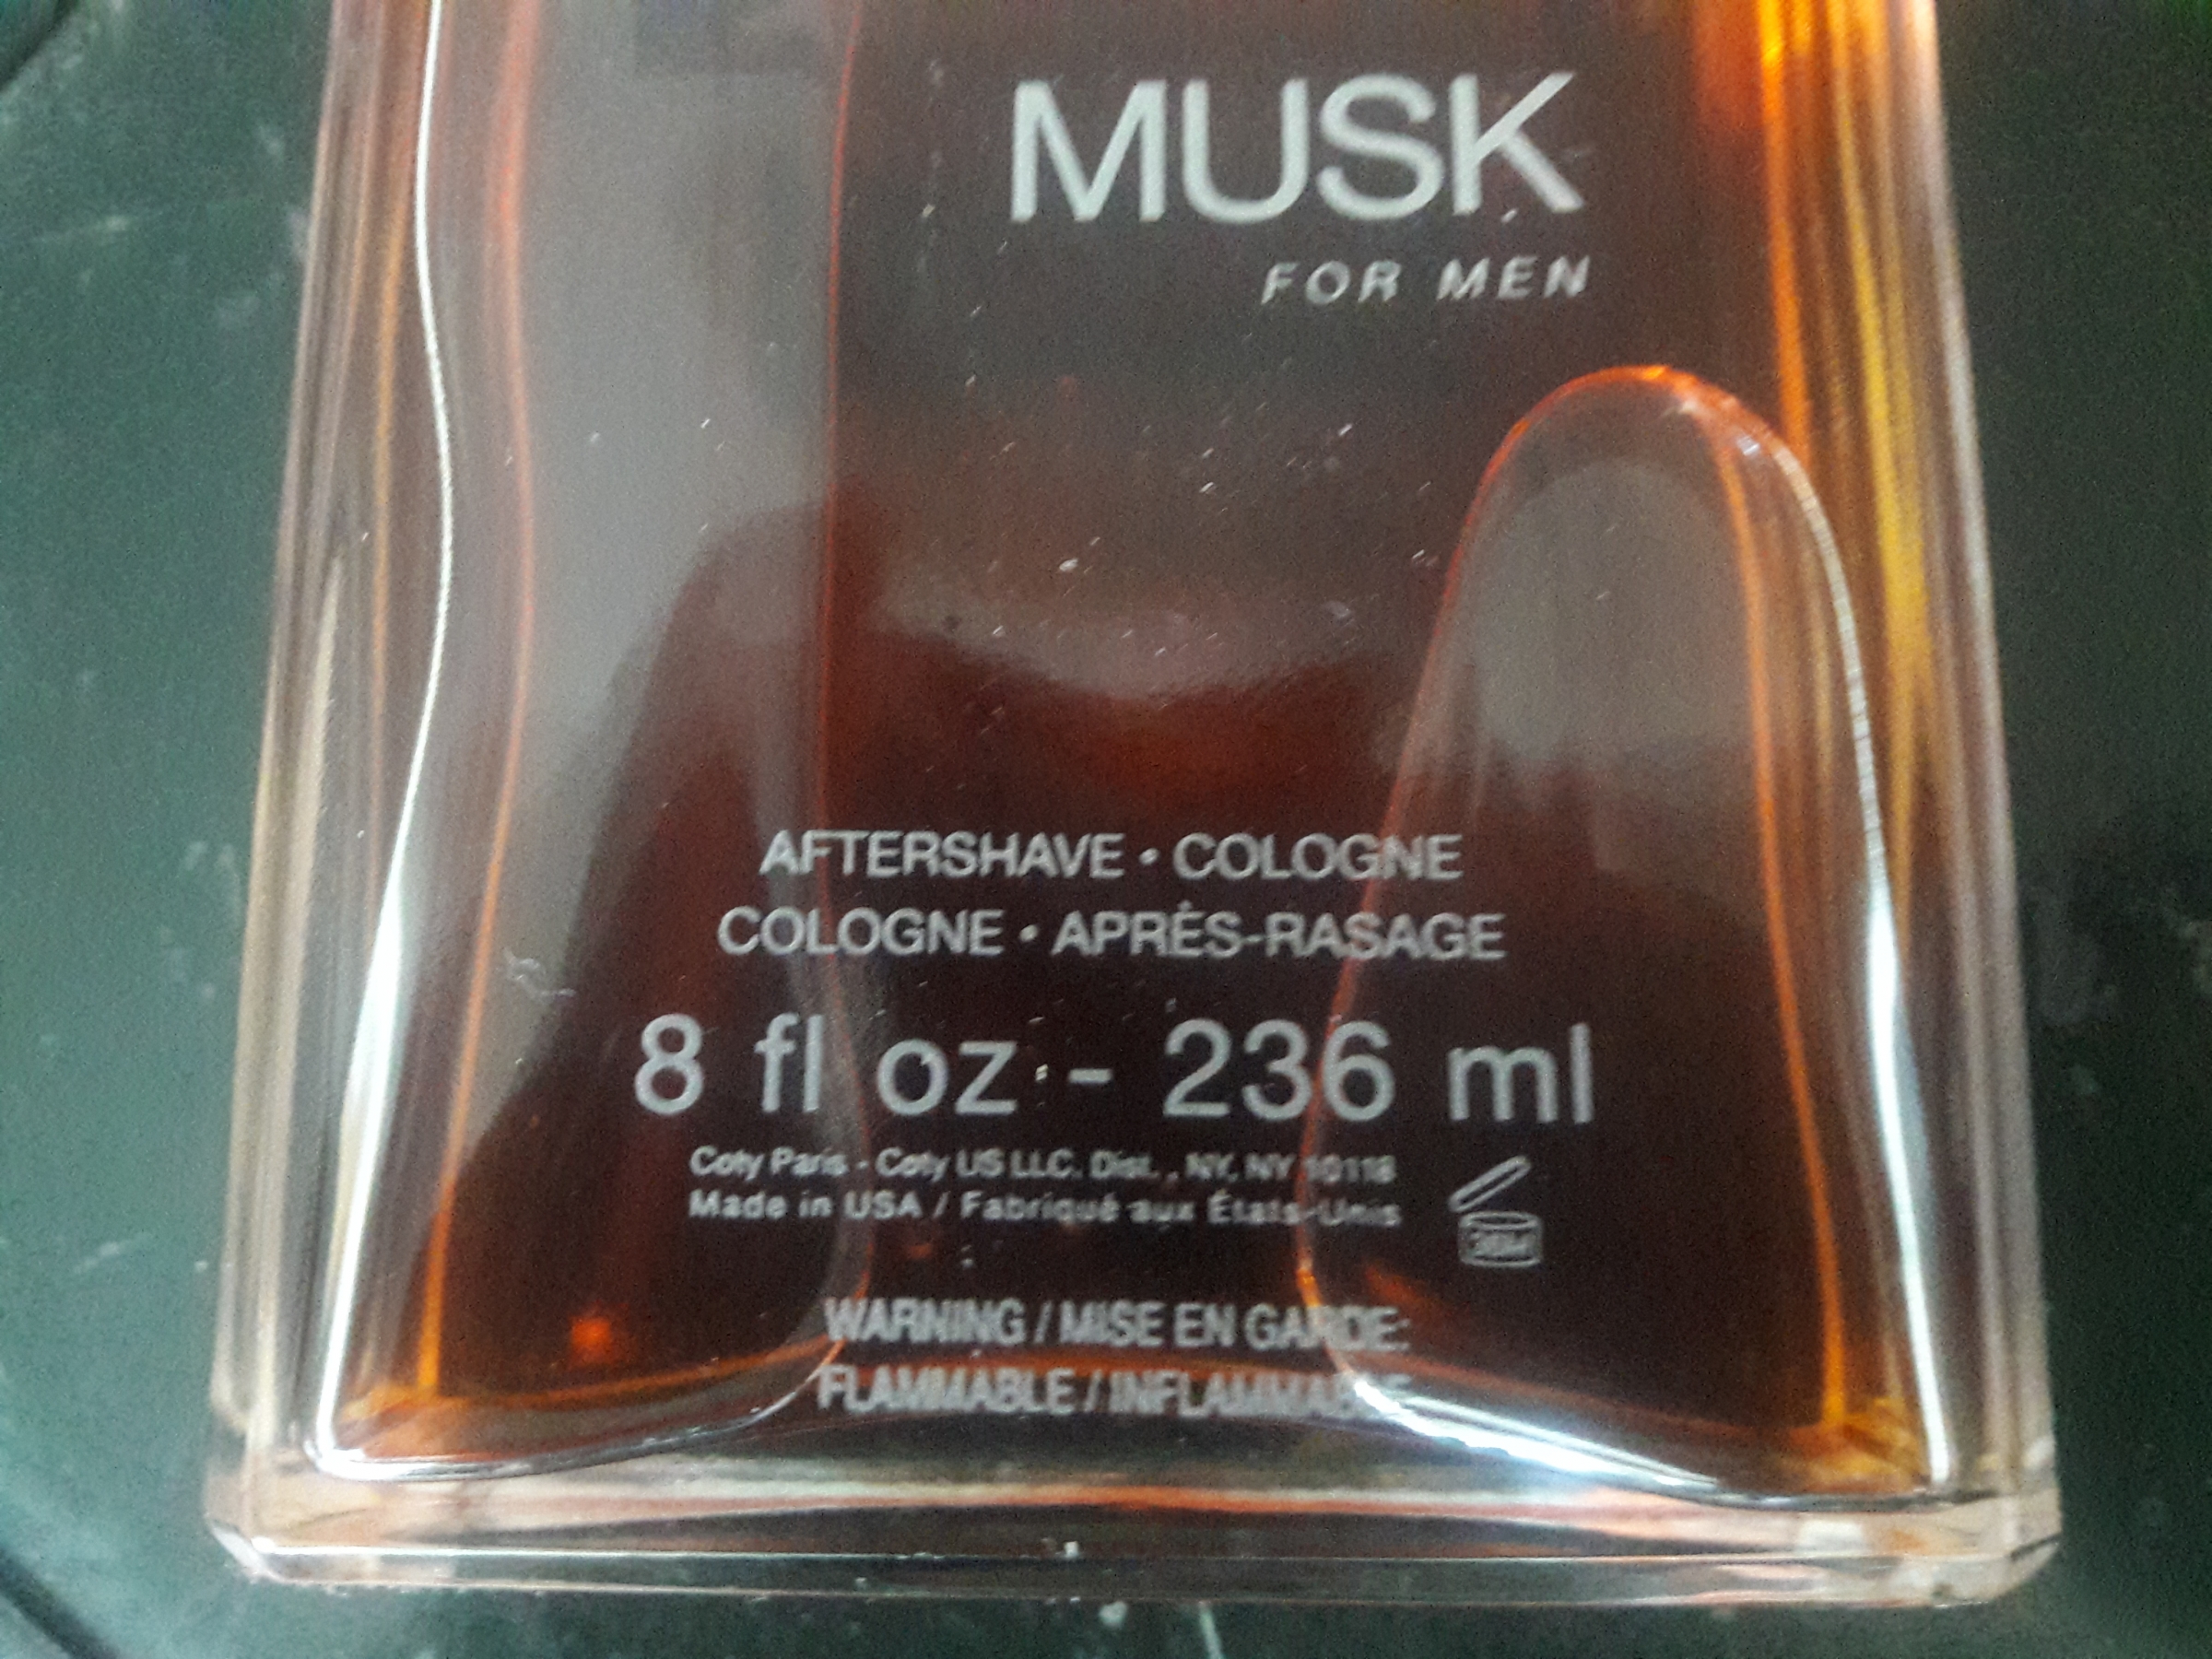 MUSK
FOR MEN
AFTERSHAVE • COLOGNE
COLOGNE • APRÈS-RASAGE
8 fl oz - 236 ml
Coty Paris - Coty US LLC. Dist., NY, NY 10118
Made in USA / Fabriqué aux États-Unis
WARNING / MISE EN GARDE:
FLAMMABLE / INFLAMMABLE